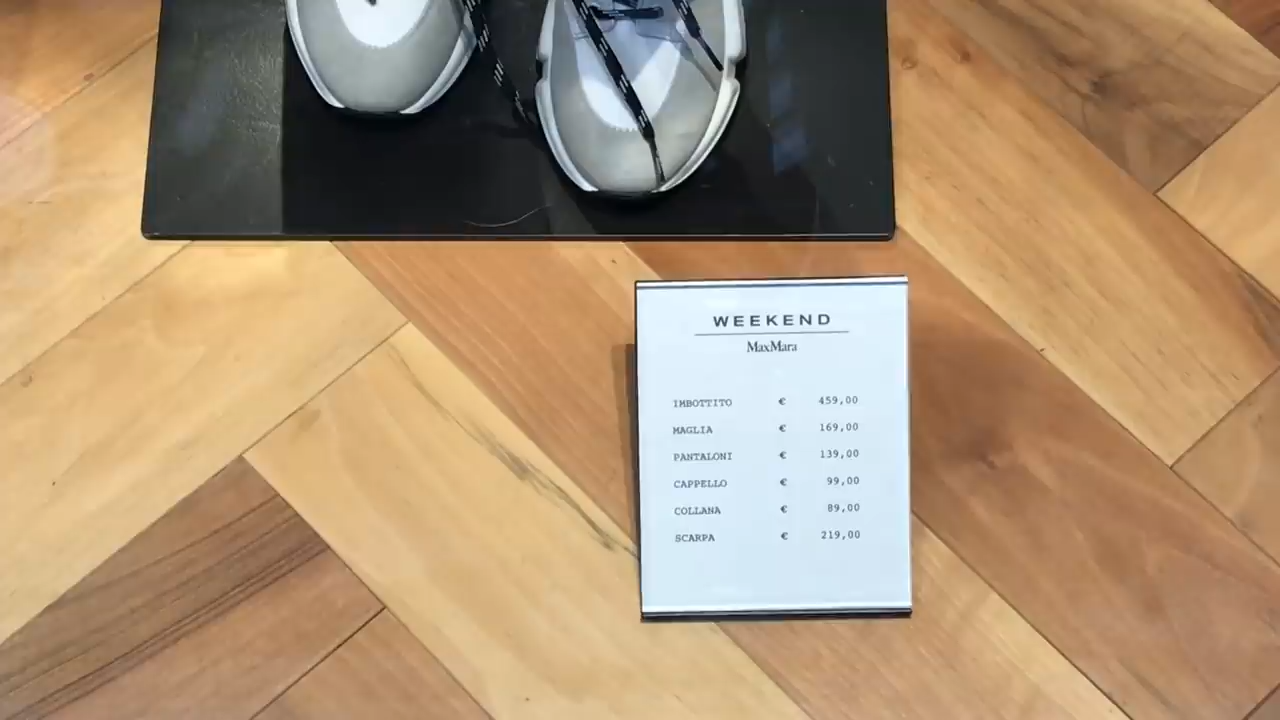 WEEKEND
MaxMara
IMBOTTITO € 459,00
MAGLIA € 169,00
PANTALONI € 139,00
CAPPELLO € 99,00
COLLANA € 89,00
SCARPA € 219,00